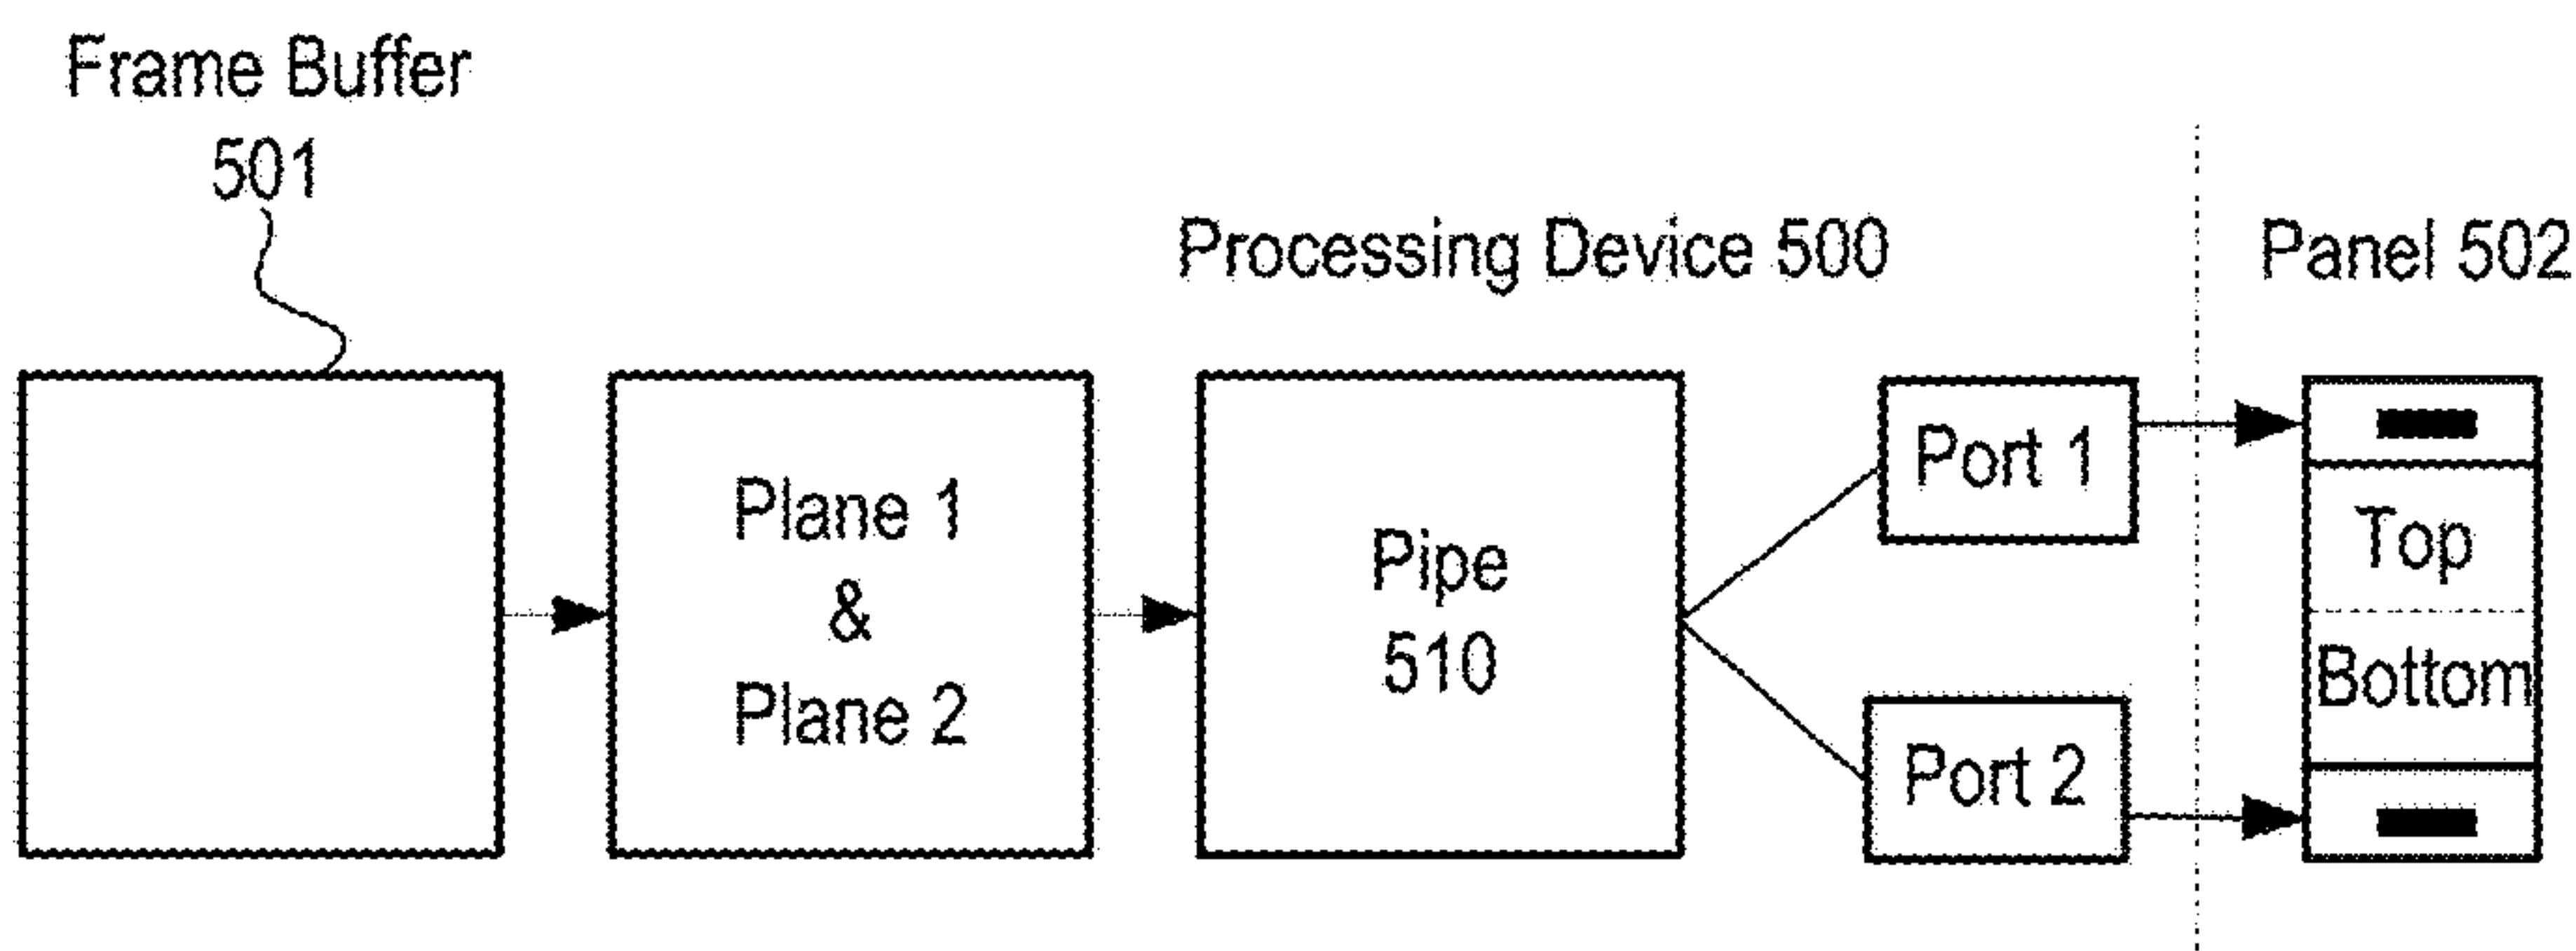 Frame Buffer
501
Processing Device 500
Panel 502
Plane 1
&
Plane 2
Pipe
510
Port 1
Port 2
Top
Bottom